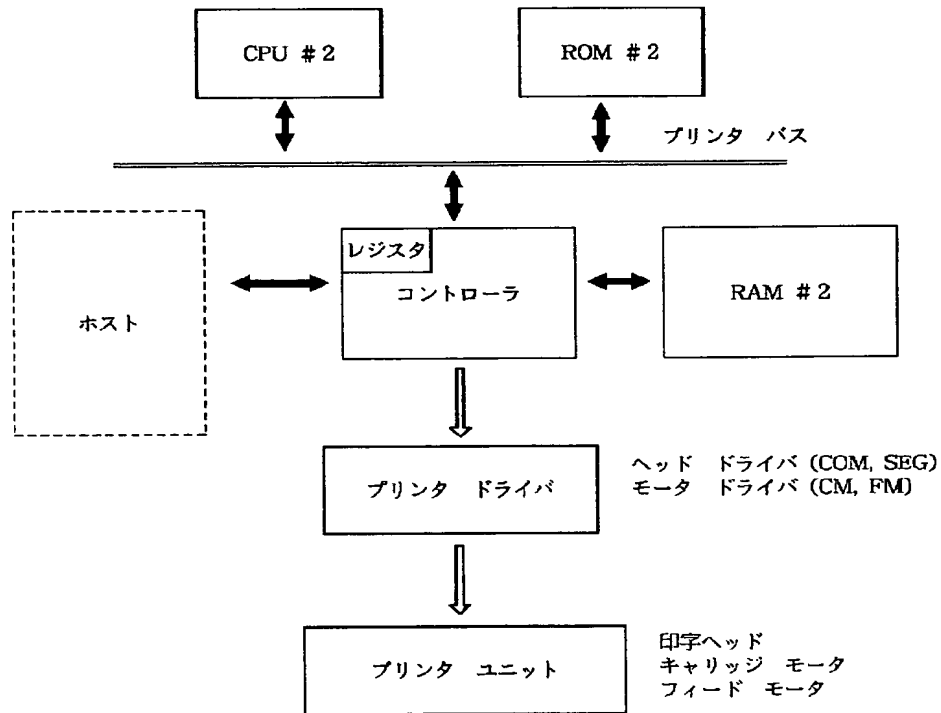 CPU #2
ROM #2
プリンタ バス
レジスタ
コントローラ
RAM #2
ホスト
プリンタ ドライバ
ヘッド ドライバ (COM, SEG)
モータ ドライバ (CM, FM)
プリンタ ユニット
印字ヘッド
キャリッジ モータ
フィード モータ